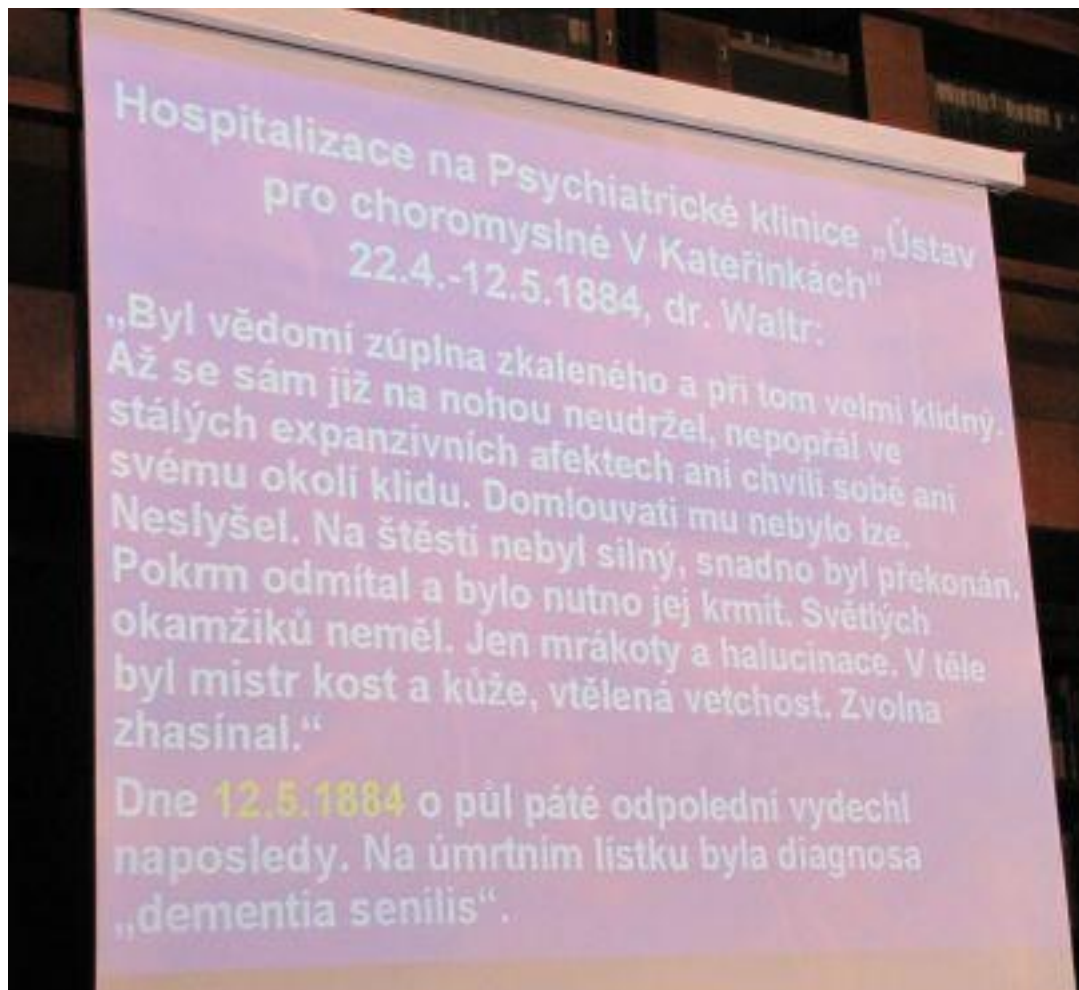 Hospitalizace na Psychiatrické klinice „Ústav
pro choromyslné V Kateřinkách"
22.4.-12.5.1884, dr. Waltr:
„Byl vědomí zúplna zkaleného a při tom velmi klidný.
Až se sám již na nohou neudržel, nepopřál ve
stálých expanzivních afektech ani chvíli sobě ani
svému okolí klidu. Domlouvati mu nebylo lze.
Neslyšel. Na štěstí nebyl silný, snadno byl překonán.
Pokrm odmítal a bylo nutno jej krmit. Světlých
okamžiků neměl. Jen mrákoty a halucinace. V těle
byl mistr kost a kůže, vtělená vetchost. Zvolna
zhasínal.“
Dne 12.5.1884 o půl páté odpolední vydechl
naposledy. Na úmrtním lístku byla diagnosa
„dementia senilis“.